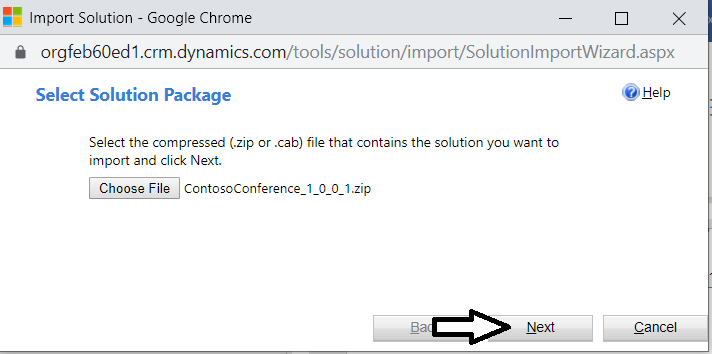 Import Solution - Google Chrome
orgfeb60ed1.crm.dynamics.com/tools/solution/import/SolutionImportWizard.aspx
Select Solution Package
Help
Select the compressed (.zip or .cab) file that contains the solution you want to
import and click Next.
Choose File ContosoConference_1_0_0_1.zip
Next Cancel